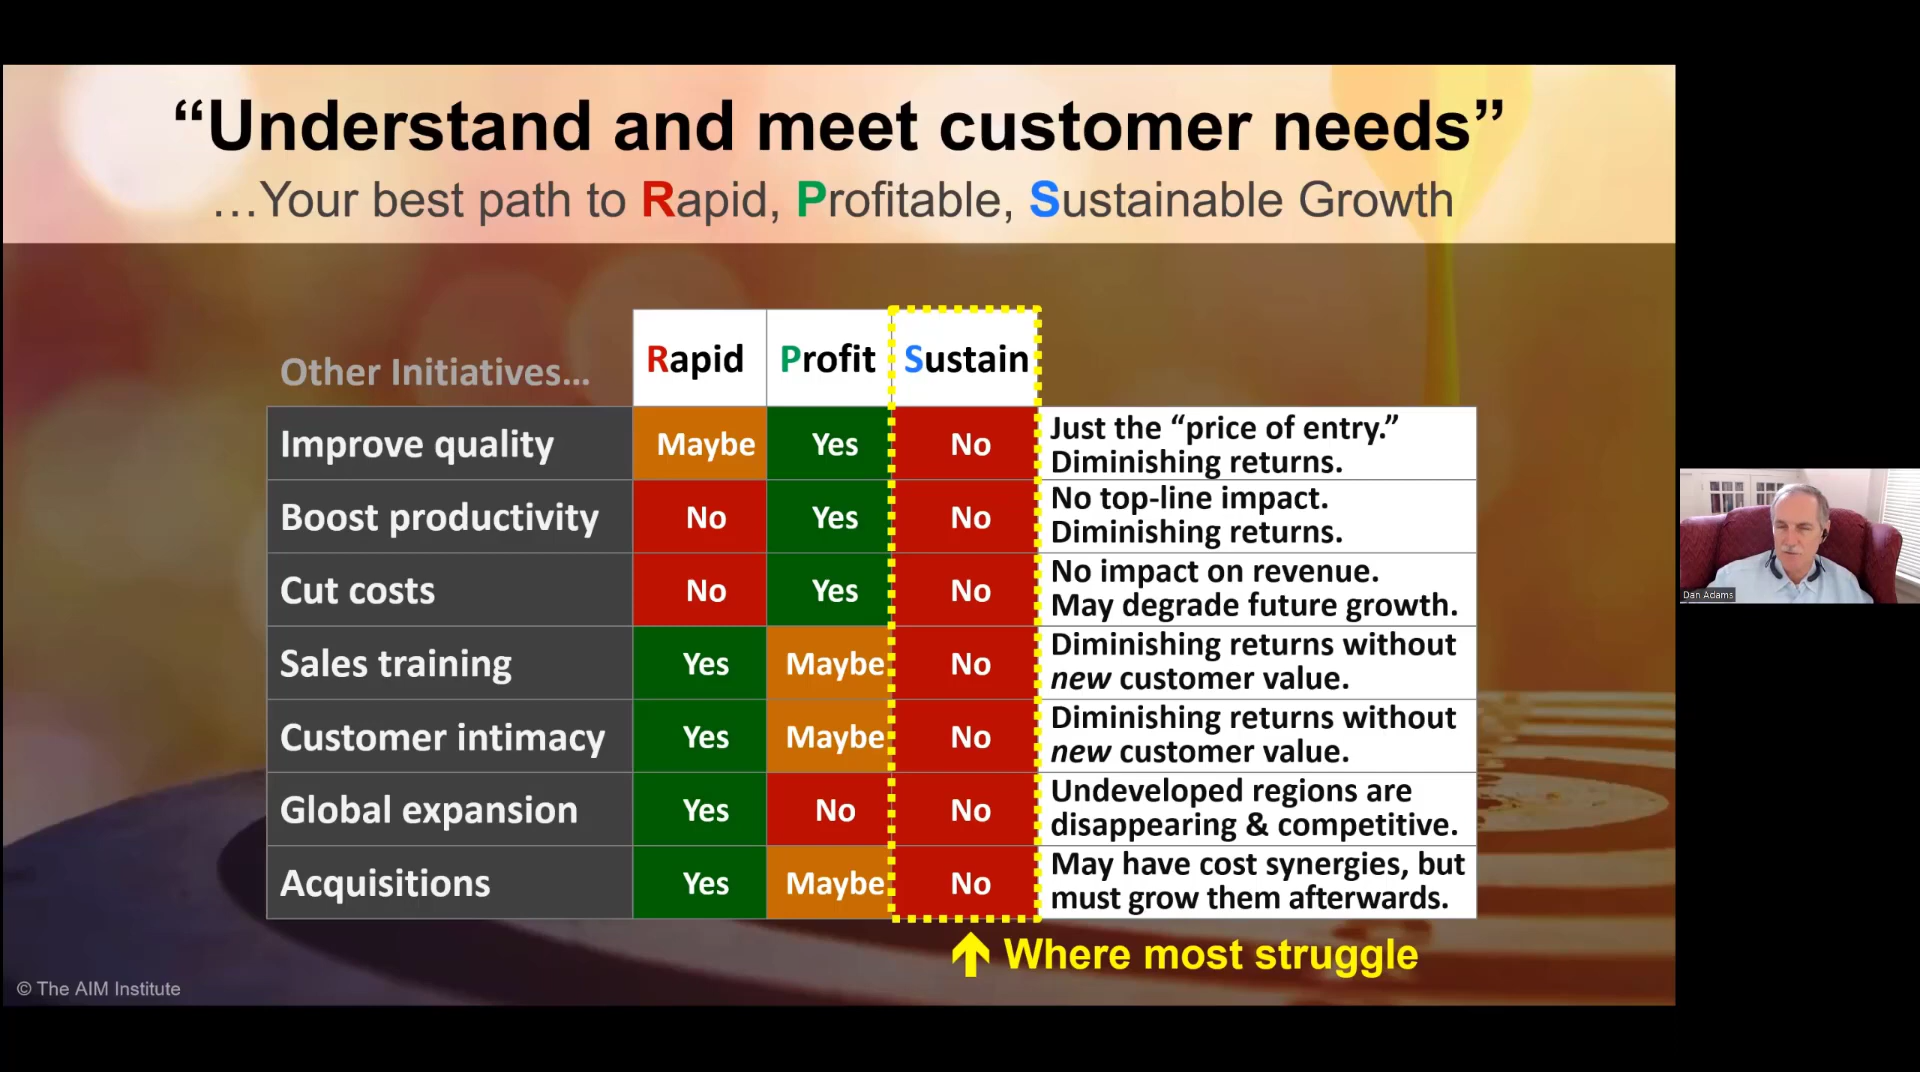 “Understand and meet customer needs”
…Your best path to Rapid, Profitable, Sustainable Growth
Other Initiatives…
Rapid
Profit
Sustain
Improve quality
Maybe
Yes
No
Just the “price of entry.”
Diminishing returns.
Boost productivity
No
Yes
No
No top-line impact.
Diminishing returns.
Cut costs
No
Yes
No
No impact on revenue.
May degrade future growth.
Sales training
Yes
Maybe
No
Diminishing returns without
new customer value.
Customer intimacy
Yes
Maybe
No
Diminishing returns without
new customer value.
Global expansion
Yes
No
No
Undeveloped regions are
disappearing & competitive.
Acquisitions
Yes
Maybe
No
May have cost synergies, but
must grow them afterwards.
Where most struggle
© The AIM Institute
Dan Adams